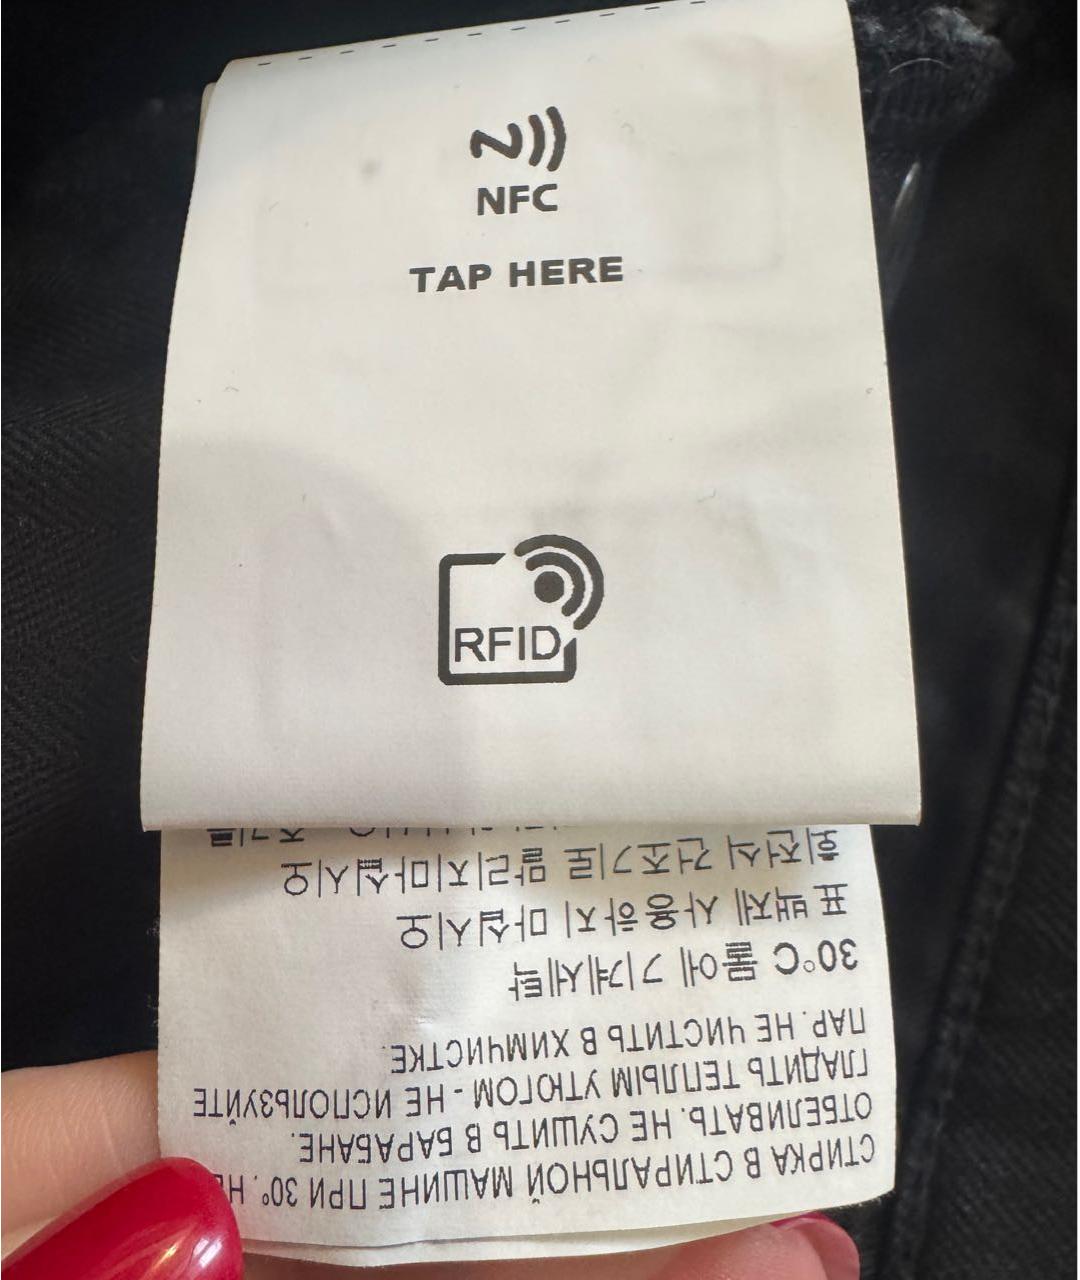 NFC
TAP HERE
RFID
СТИРКА В СТИРАЛЬНОЙ МАШИНЕ ПРИ 30°. НЕ
ОТБЕЛИВАТЬ. НЕ СУШИТЬ В БАРАБАНЕ.
ГЛАДИТЬ ТЕПЛЫМ УТЮГОМ - НЕ ИСПОЛЬЗУЙТЕ
ПАР. НЕ ЧИСТИТЬ В ХИМЧИСТКЕ.
30°C 물에 기계세탁
표백제 사용하지 마십시오
회전식 건조기로 말리지마십시오